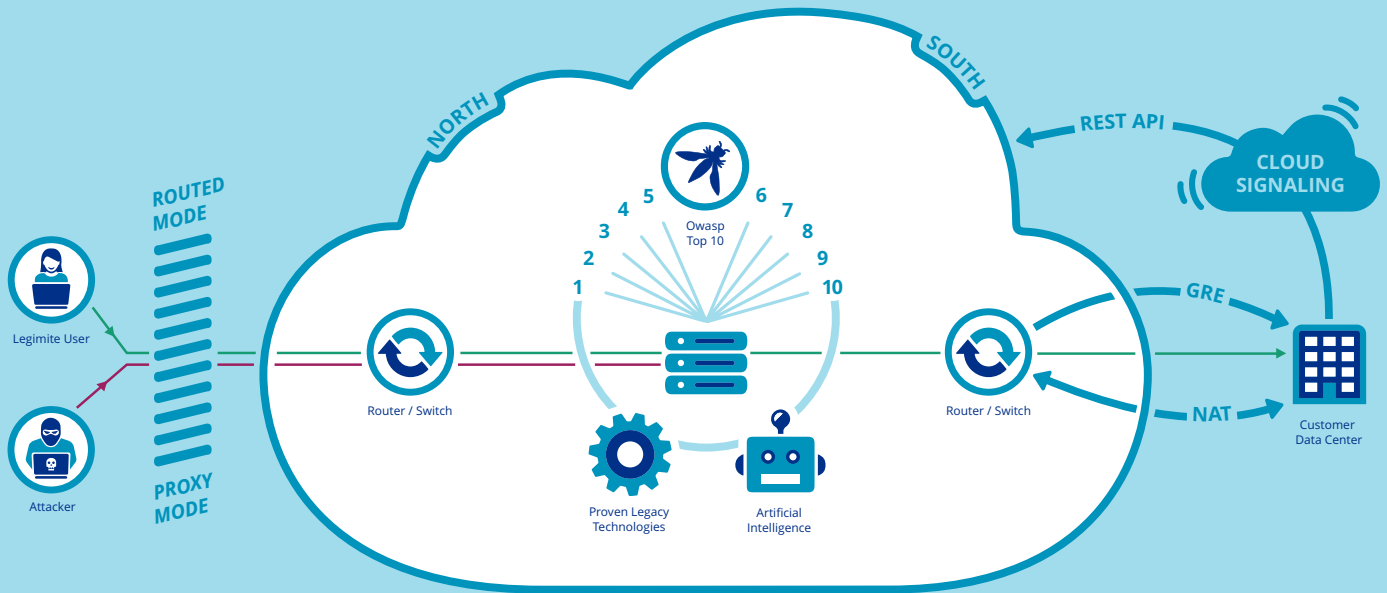 NORTH
SOUTH
REST API
CLOUD
SIGNALING
ROUTED
MODE
Legimite User
Attacker
PROXY
MODE
Router / Switch
Owasp
Top 10
1
2
3
4
5
6
7
8
9
10
Proven Legacy
Technologies
Artificial
Intelligence
Router / Switch
GRE
NAT
Customer
Data Center